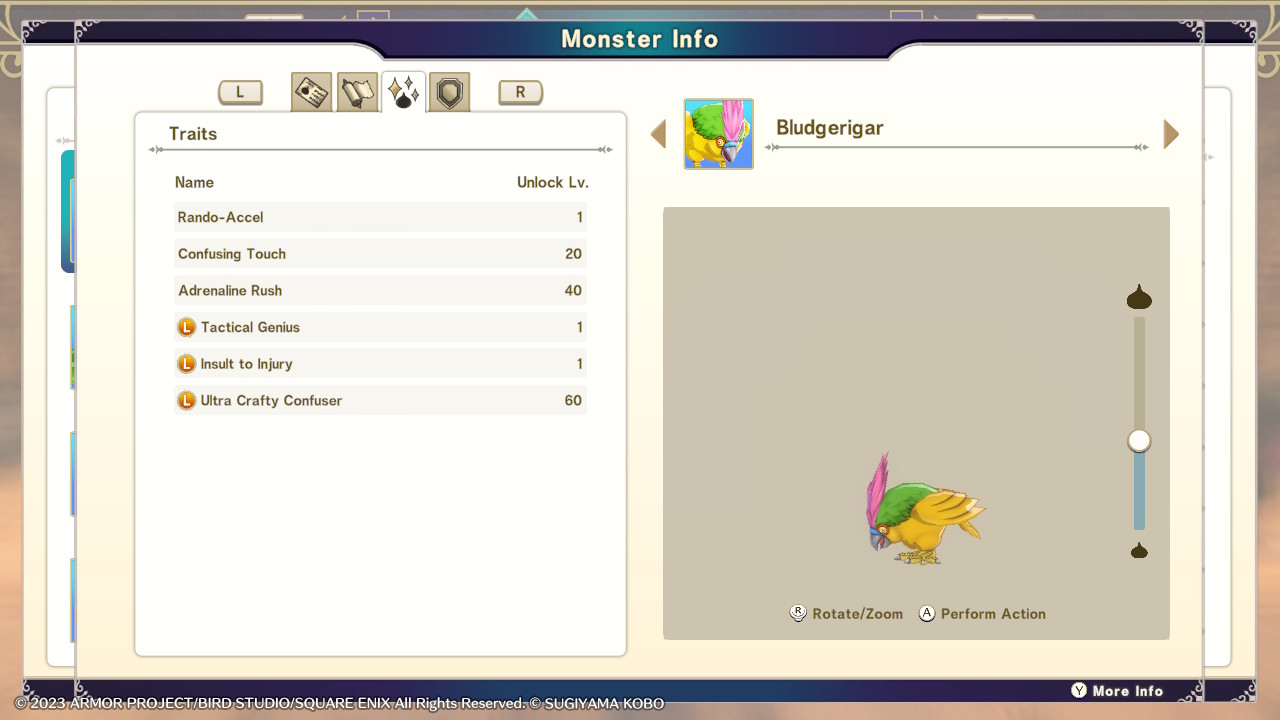 Monster Info
L
R
Traits
Name Unlock Lv.
Rando-Accel 1
Confusing Touch 20
Adrenaline Rush 40
L Tactical Genius 1
L Insult to Injury 1
L Ultra Crafty Confuser 60
Bludgerigar
R Rotate/Zoom A Perform Action
Y More Info
© 2023 ARMOR PROJECT/BIRD STUDIO/SQUARE ENIX All Rights Reserved. © SUGIYAMA KOBO